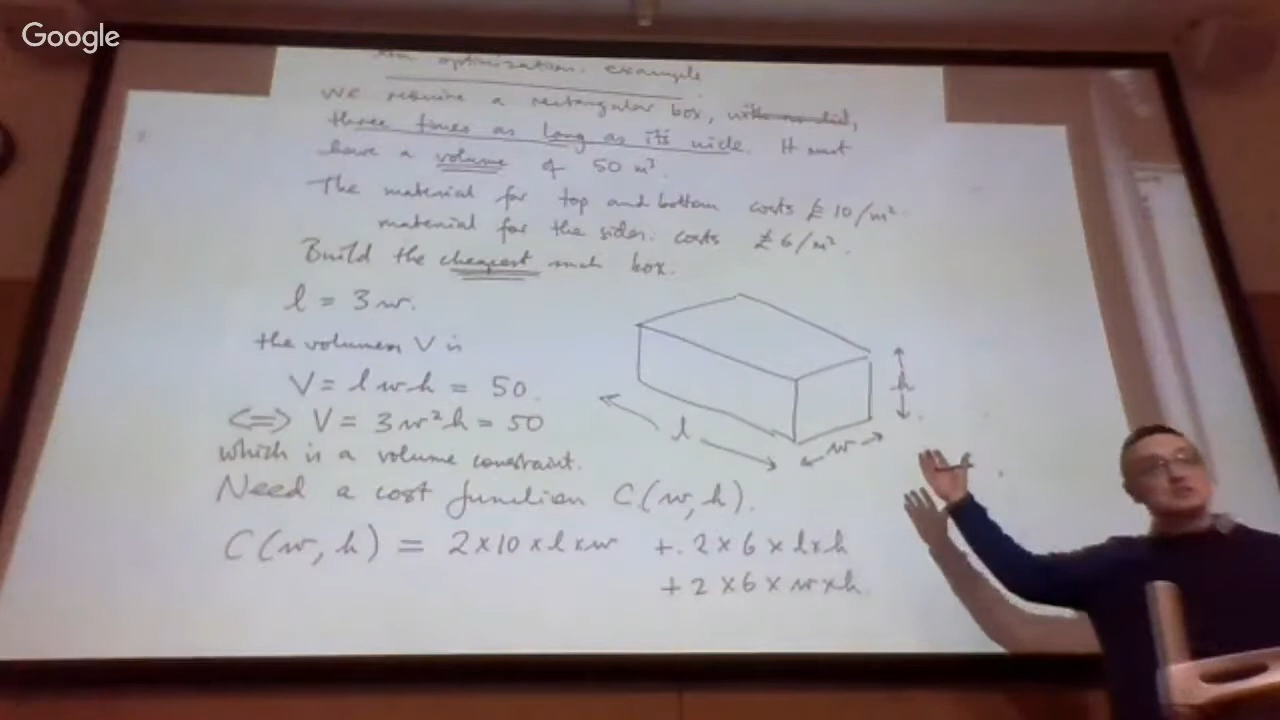 Google
optimization. example
We require a rectangular box, with no lid,
three times as long as its wide. It must
have a volume of 50 m³.
The material for top and bottom costs £10/m².
material for the sides. costs £6/m².
Build the cheapest such box.
l = 3w.
the volumes V is
V = l w h = 50.
⟺ V = 3w²h = 50
which is a volume constraint.
Need a cost function C(w, h).
C(w, h) = 2×10×l×w +. 2×6×l×h
+ 2×6×w×h.
l
w
h